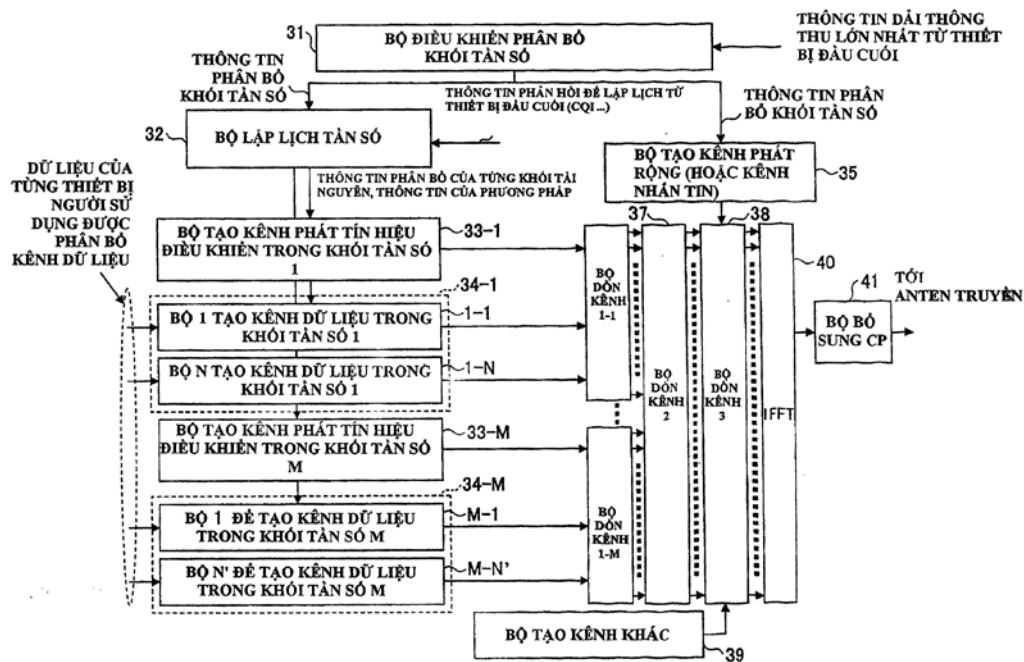 31
BỘ ĐIỀU KHIỂN PHÂN BỔ
KHỐI TẦN SỐ
THÔNG TIN DẢI THÔNG
THU LỚN NHẤT TỪ THIẾT
BỊ ĐẦU CUỐI
THÔNG TIN
PHÂN BỔ
KHỐI TẦN SỐ
THÔNG TIN PHẢN HỒI ĐỂ LẬP LỊCH TỪ
THIẾT BỊ ĐẦU CUỐI (CQI ...)
THÔNG TIN PHÂN
BỔ KHỐI TẦN SỐ
32
BỘ LẬP LỊCH TẦN SỐ
BỘ TẠO KÊNH PHÁT
RỘNG (HOẶC KÊNH
NHẮN TIN)
35
DỮ LIỆU CỦA
TỪNG THIẾT BỊ
NGƯỜI SỬ
DỤNG ĐƯỢC
PHÂN BỔ
KÊNH DỮ LIỆU
THÔNG TIN PHÂN BỔ CỦA TỪNG KHỐI TÀI
NGUYÊN, THÔNG TIN CỦA PHƯƠNG PHÁP
BỘ TẠO KÊNH PHÁT TÍN HIỆU
ĐIỀU KHIỂN TRONG KHỐI TẦN SỐ
1
33-1
37
38
40
34-1
BỘ 1 TẠO KÊNH DỮ LIỆU TRONG
KHỐI TẦN SỐ 1
1-1
BỘ N TẠO KÊNH DỮ LIỆU TRONG
KHỐI TẦN SỐ 1
1-N
BỘ
DỒN
KÊNH
1-1
BỘ
DỒN
KÊNH
2
BỘ
DỒN
KÊNH
3
IFFT
41
BỘ BỔ
SUNG CP
TỚI
ANTEN TRUYỀN
BỘ TẠO KÊNH PHÁT TÍN HIỆU
ĐIỀU KHIỂN TRONG KHỐI TẦN SỐ
M
33-M
34-M
BỘ 1 ĐỂ TẠO KÊNH DỮ LIỆU
TRONG KHỐI TẦN SỐ M
M-1
BỘ N' ĐỂ TẠO KÊNH DỮ LIỆU
TRONG KHỐI TẦN SỐ M
M-N'
BỘ
DỒN
KÊNH
1-M
BỘ TẠO KÊNH KHÁC
39